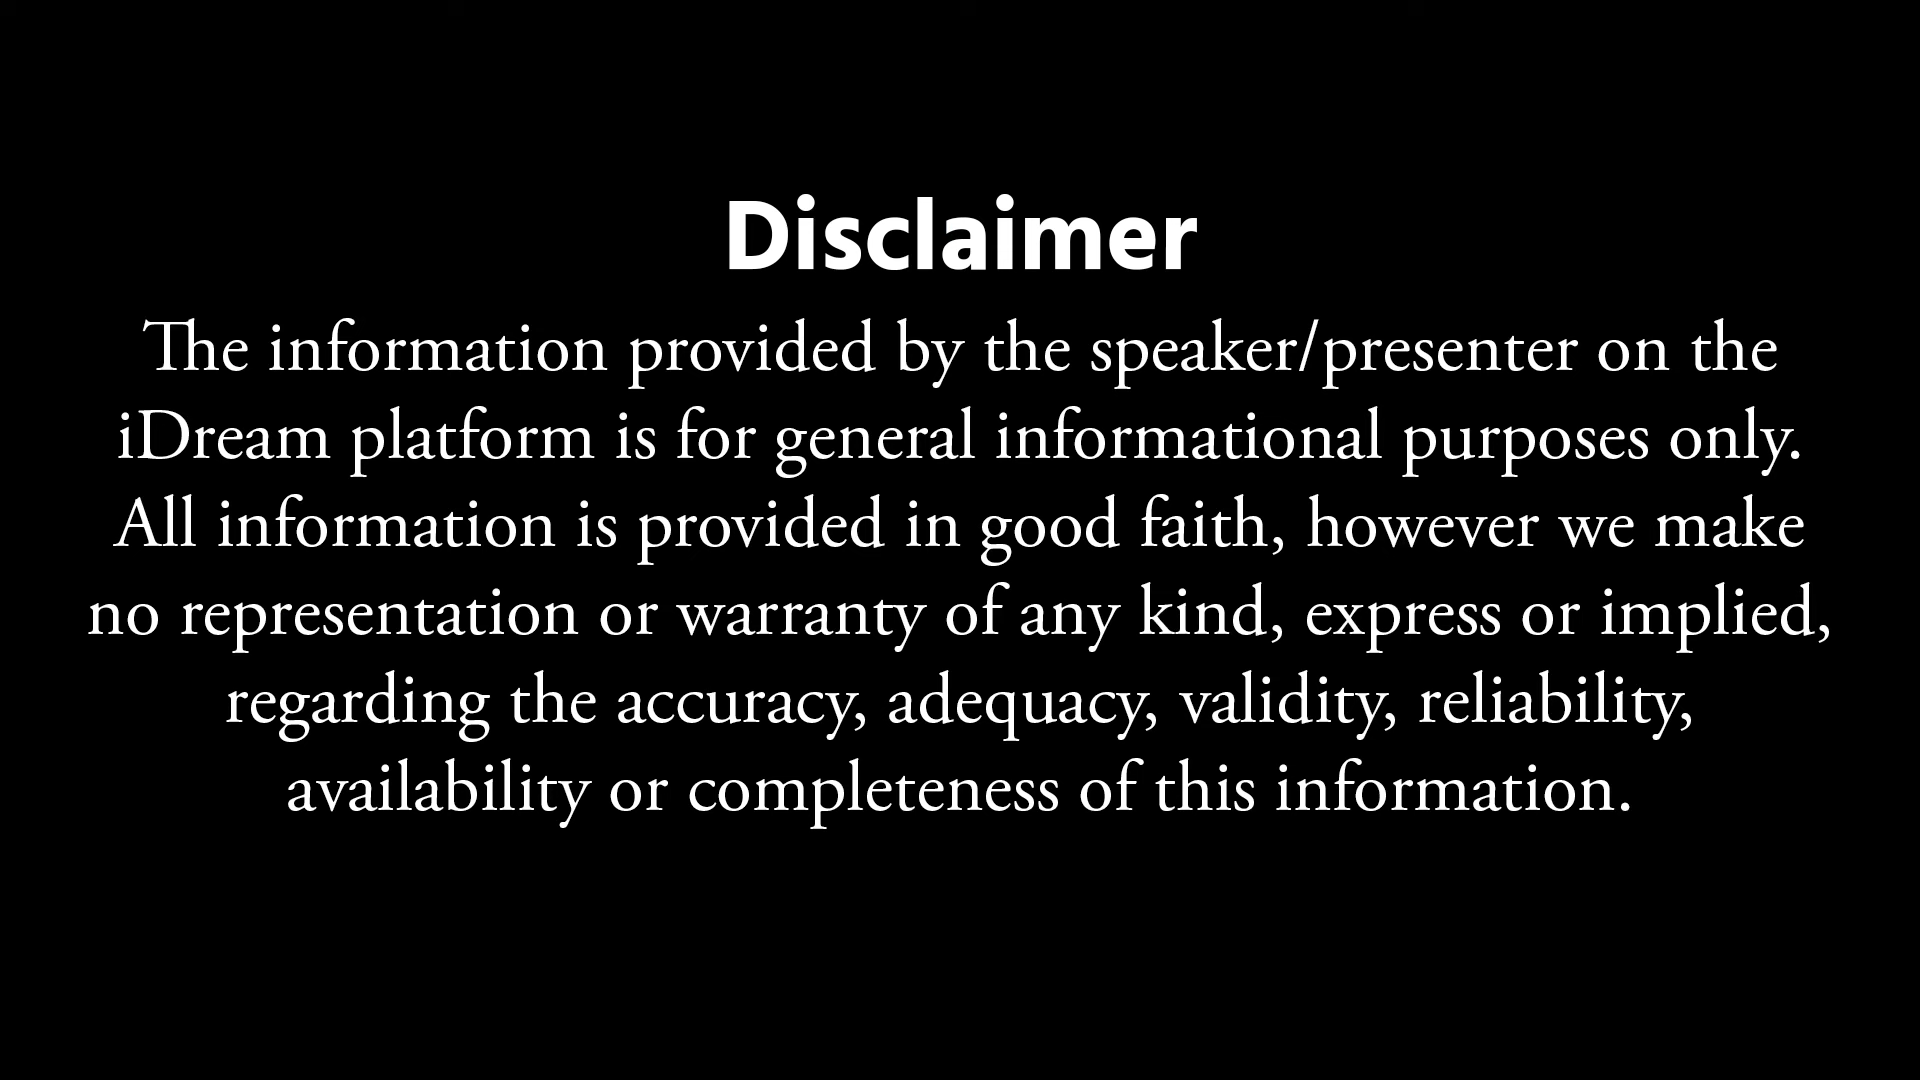 Disclaimer
The information provided by the speaker/presenter on the
iDream platform is for general informational purposes only.
All information is provided in good faith, however we make
no representation or warranty of any kind, express or implied,
regarding the accuracy, adequacy, validity, reliability,
availability or completeness of this information.